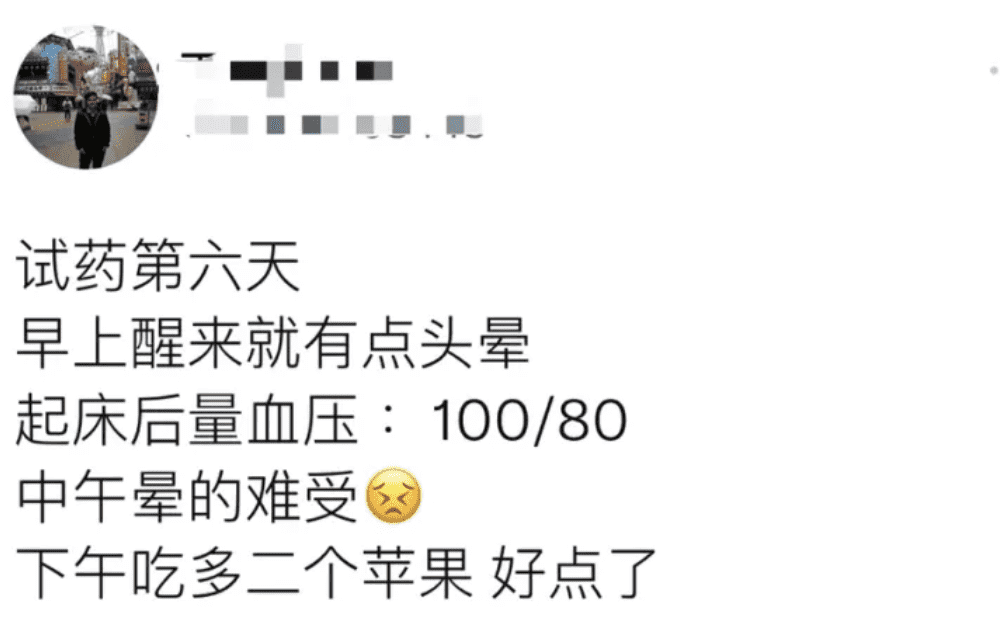 试药第六天
早上醒来就有点头晕
起床后量血压：100/80
中午晕的难受😣
下午吃多二个苹果 好点了